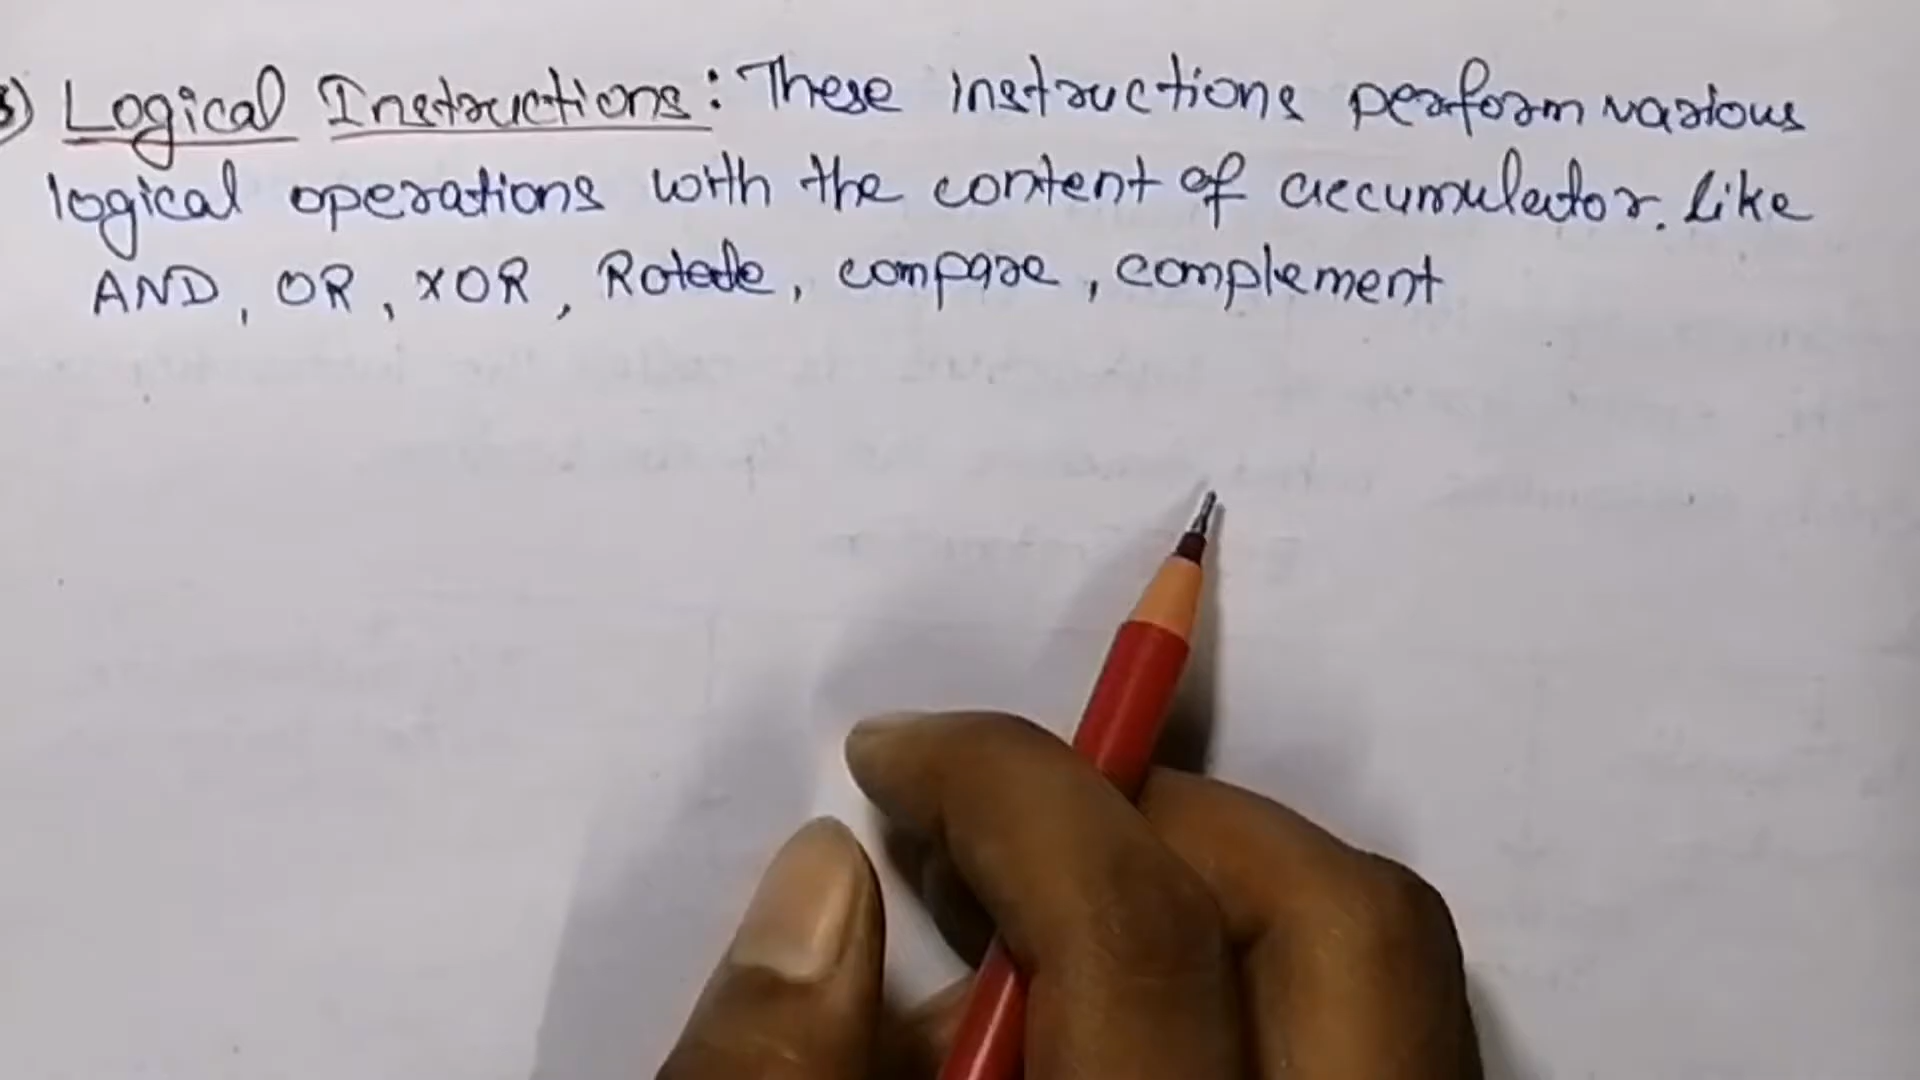 3) Logical Instructions: These instructions perform various
logical operations with the content of accumulator. like
AND, OR, XOR, Rotate, compare, complement